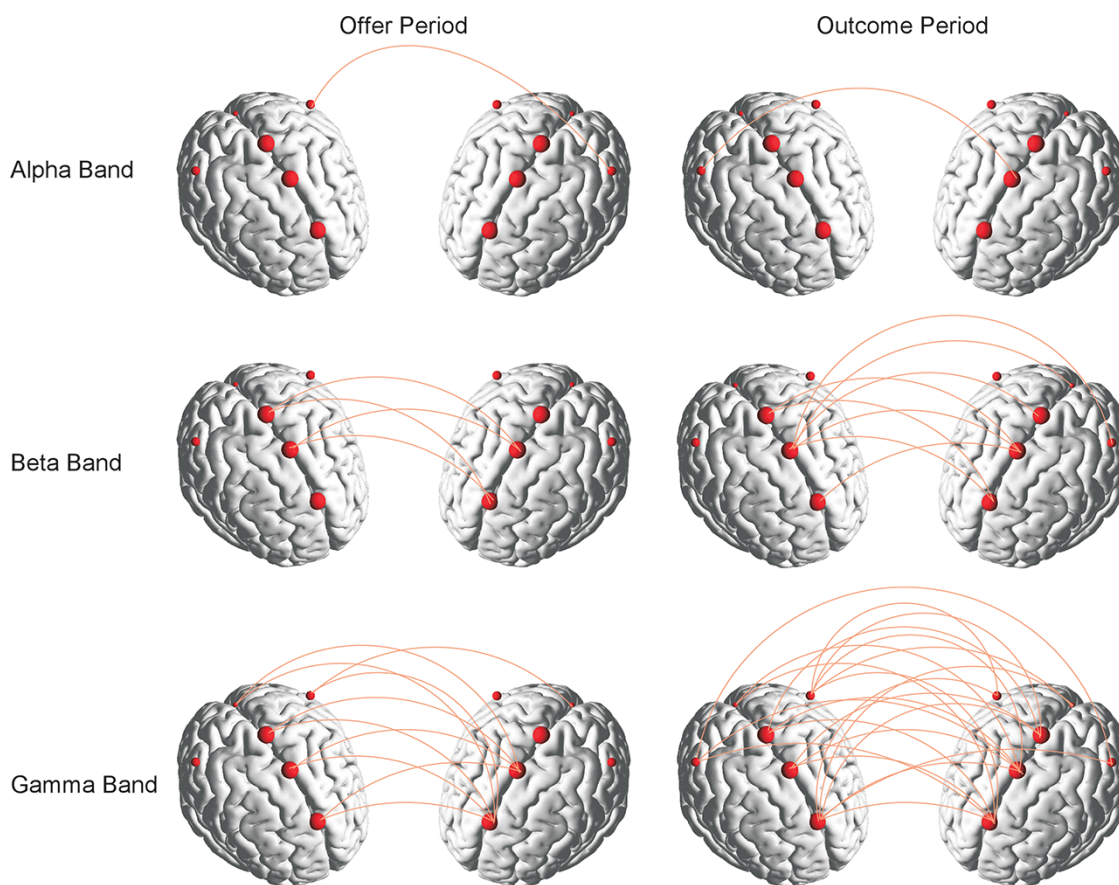 Offer Period
Outcome Period
Alpha Band
Beta Band
Gamma Band